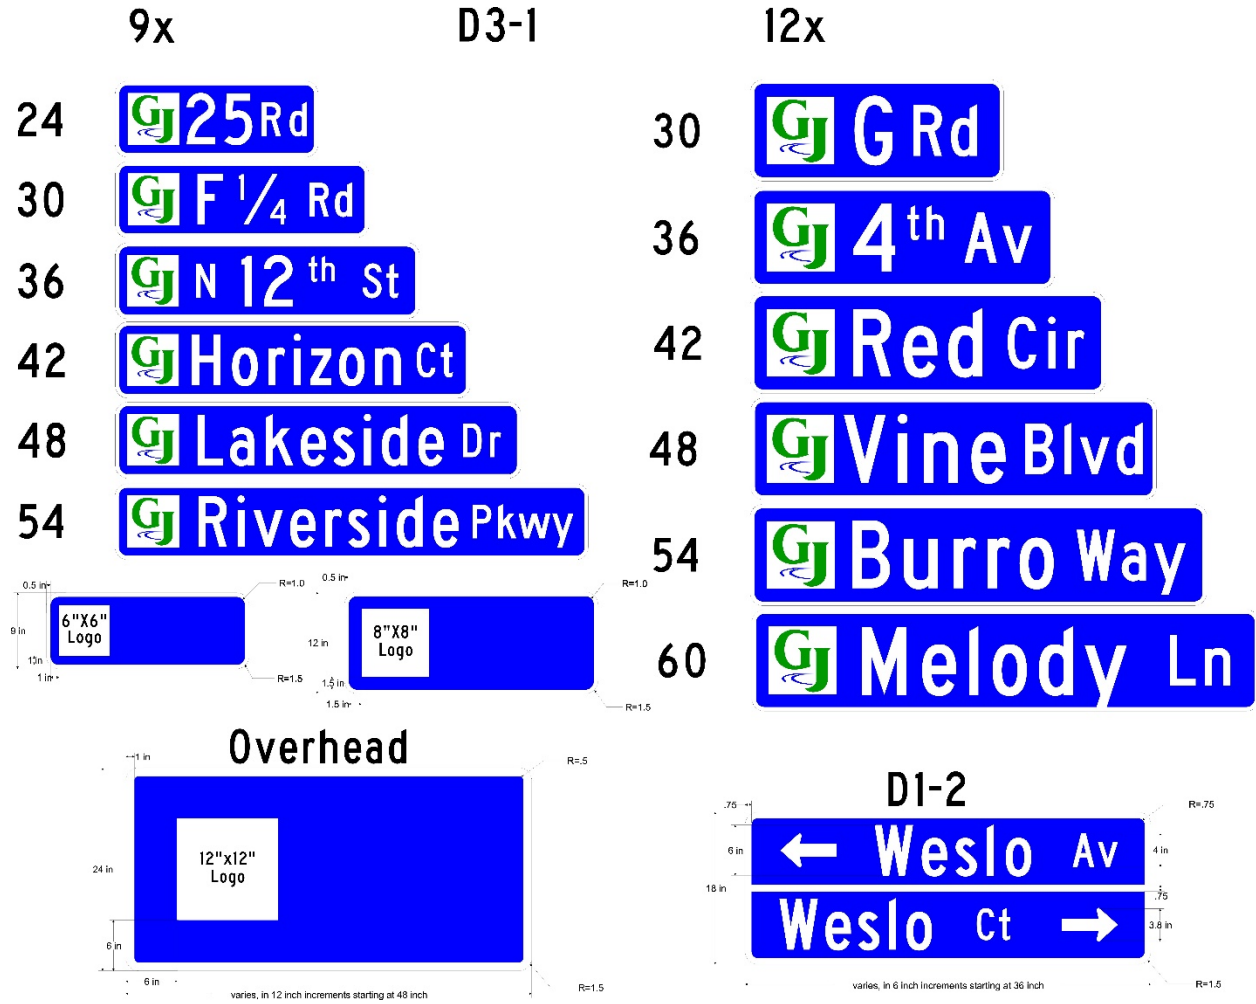 9x D3-1 12x
24 GJ 25 Rd
30 GJ F 1/4 Rd
36 GJ N 12th St
42 GJ Horizon Ct
48 GJ Lakeside Dr
54 GJ Riverside Pkwy
30 GJ G Rd
36 GJ 4th Av
42 GJ Red Cir
48 GJ Vine Blvd
54 GJ Burro Way
60 GJ Melody Ln
0.5 in
R=1.0
9 in
6"X6"
Logo
1in
1 in
R=1.5
0.5 in
R=1.0
12 in
8"X8"
Logo
1.5 in
1.5 in
R=1.5
Overhead
1 in
R=.5
24 in
12"x12"
Logo
6 in
6 in
R=1.5
varies, in 12 inch increments starting at 48 inch
D1-2
.75
R=.75
6 in
Weslo Av
4 in
18 in
.75
Weslo Ct
3.8 in
R=1.5
varies, in 6 inch increments starting at 36 inch